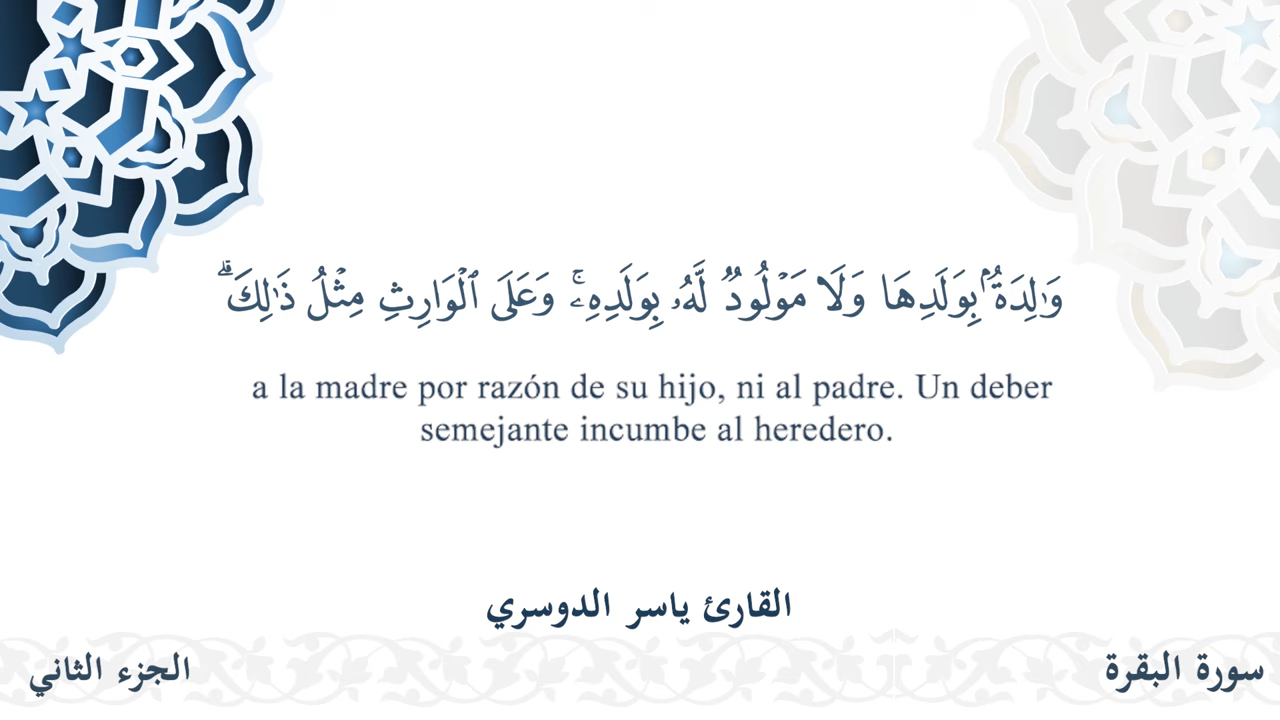 وَٰلِدَةُۢ بِوَلَدِهَا وَلَا مَوْلُودٌۭ لَّهُۥ بِوَلَدِهِۦۚ وَعَلَى ٱلْوَارِثِ مِثْلُ ذَٰلِكَۗ
a la madre por razón de su hijo, ni al padre. Un deber
semejante incumbe al heredero.
القارئ ياسر الدوسري
سورة البقرة
الجزء الثاني